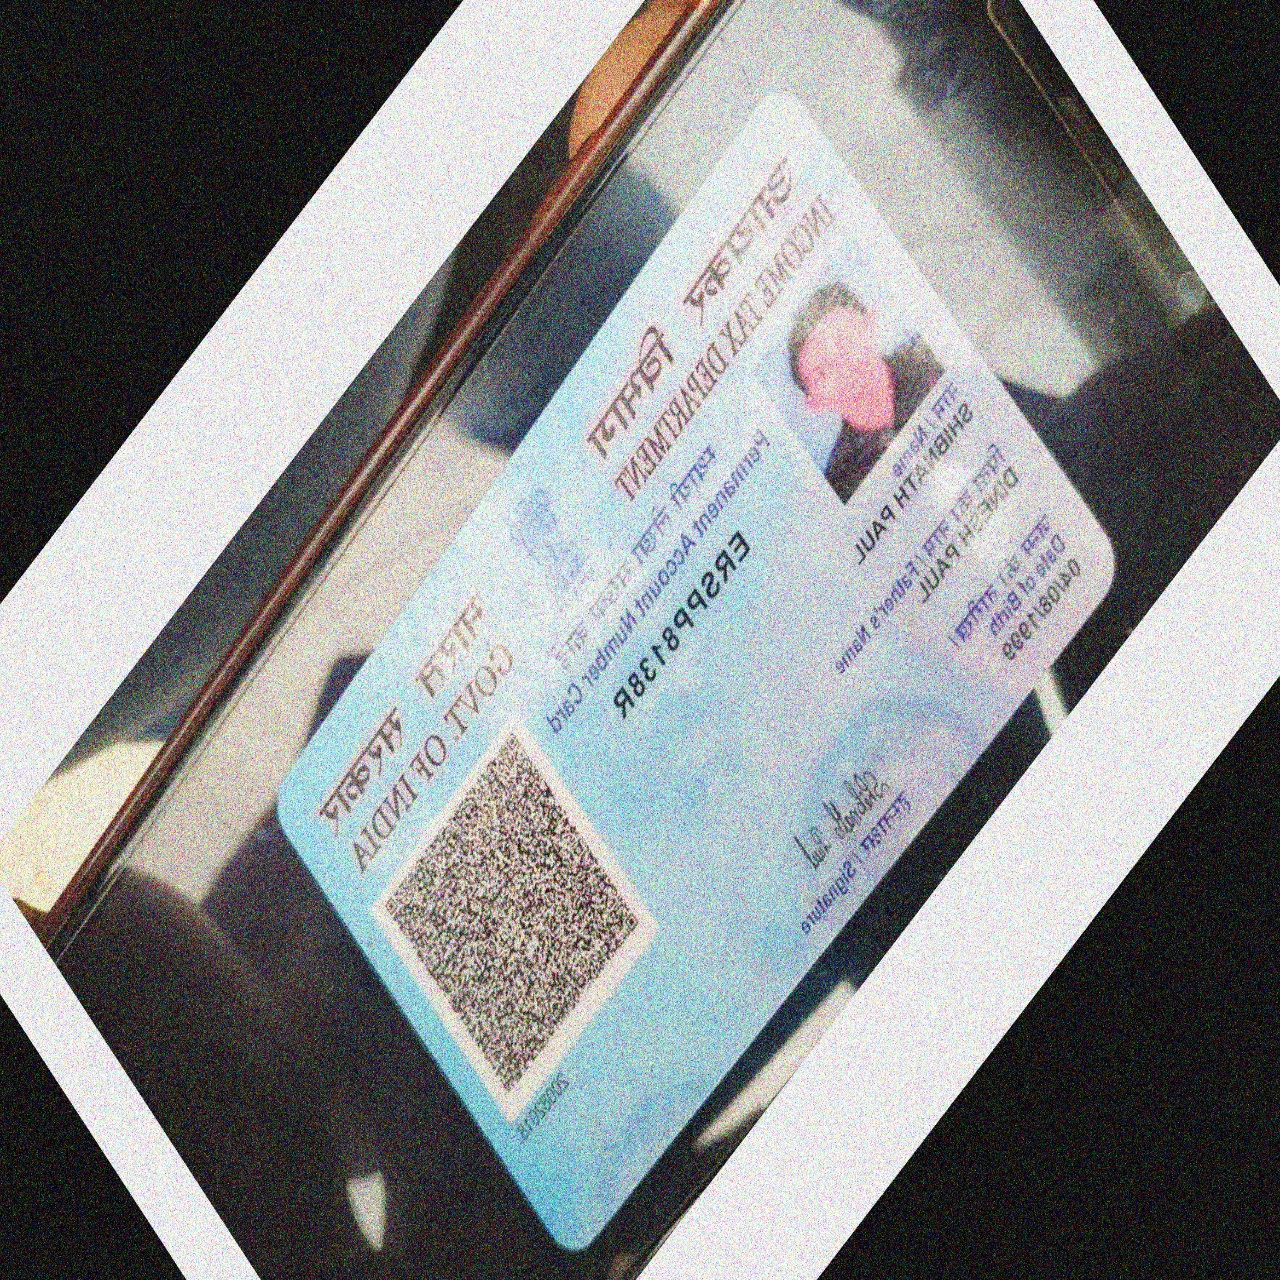 आयकर विभाग
INCOME TAX DEPARTMENT
भारत सरकार
GOVT. OF INDIA
स्थायी लेखा संख्या कार्ड
Permanent Account Number Card
ERSPP8138R
नाम / Name
SHIBNATH PAUL
पिता का नाम / Father's Name
DINESH PAUL
जन्म की तारीख /
Date of Birth
04/08/1999
हस्ताक्षर / Signature